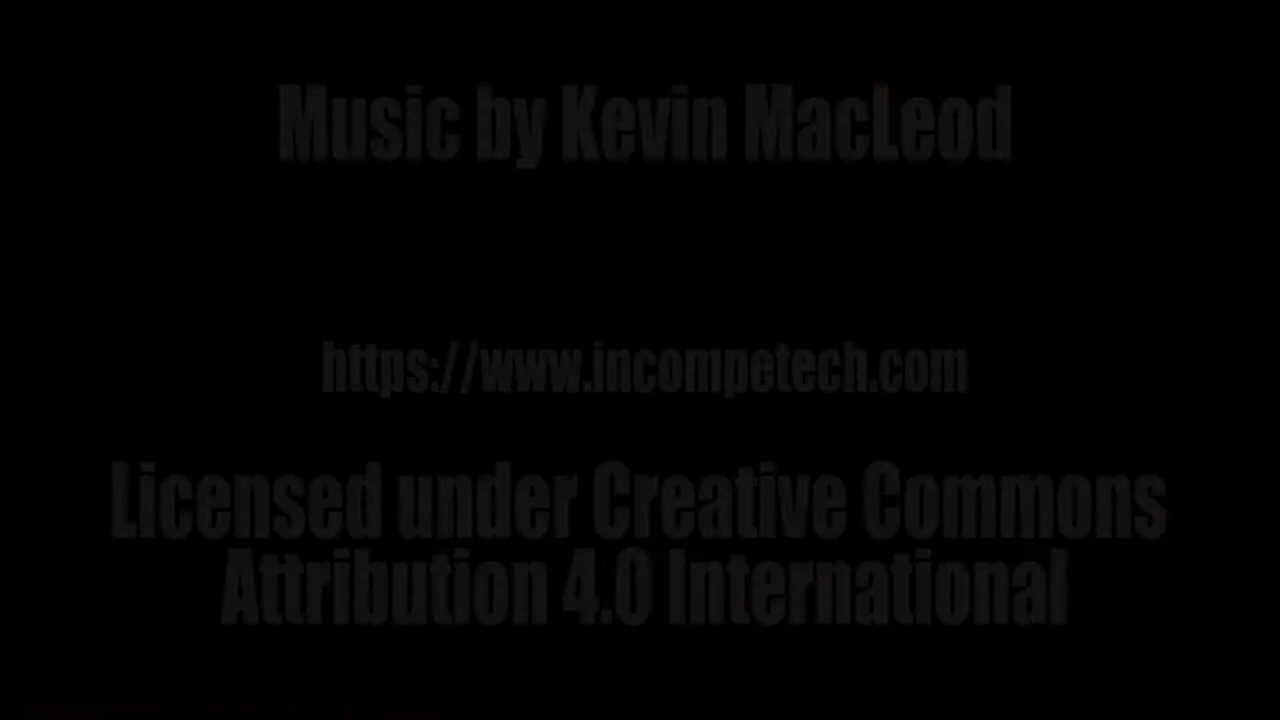 Music by Kevin MacLeod
https://www.incompetech.com
Licensed under Creative Commons
Attribution 4.0 International